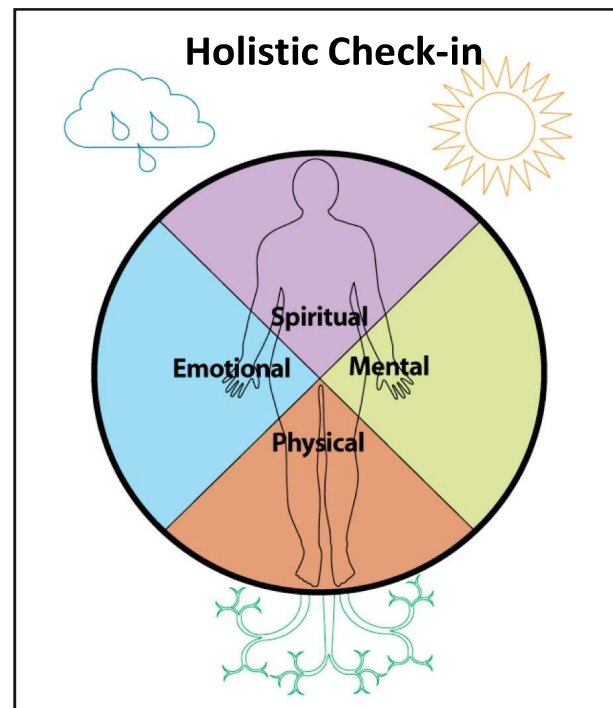 Holistic Check-in
Spiritual
Emotional
Mental
Physical